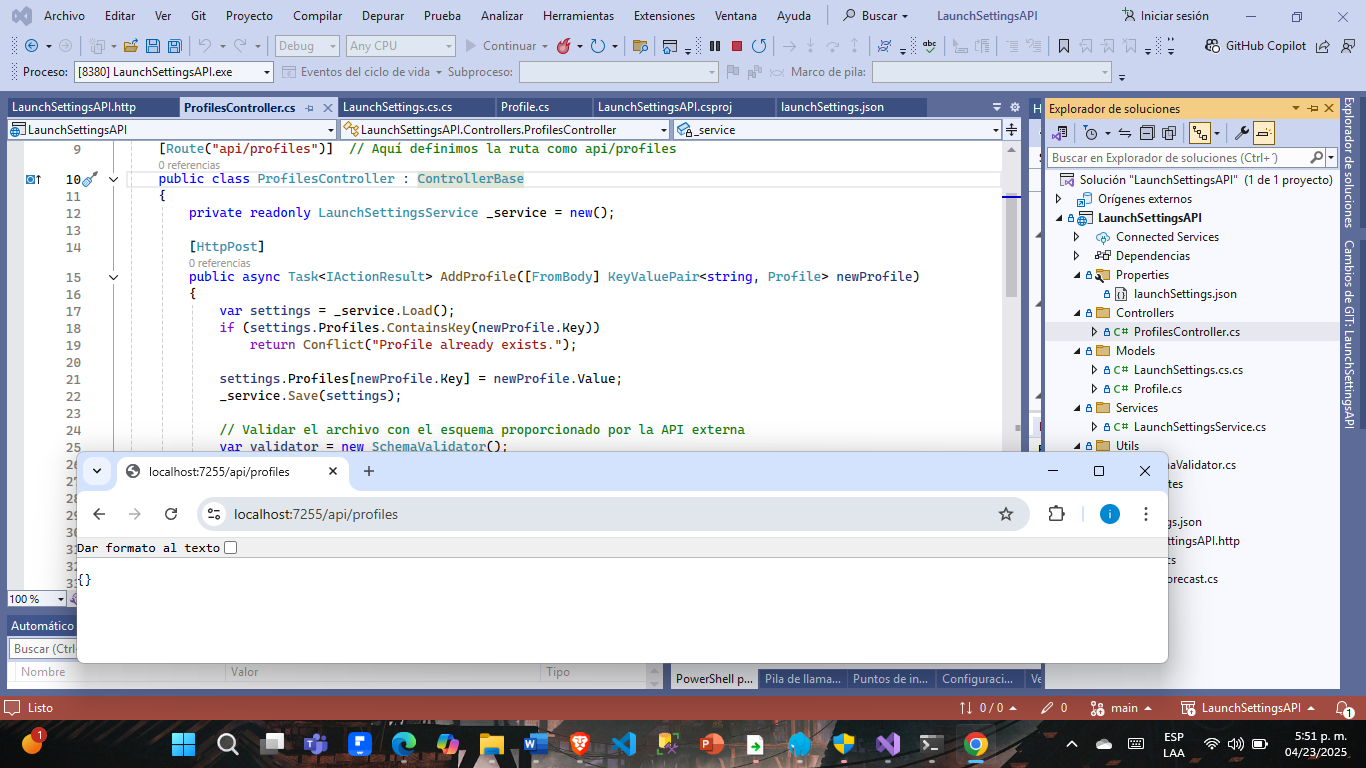 Archivo Editar Ver Git Proyecto Compilar Depurar Prueba Analizar Herramientas Extensiones Ventana Ayuda Buscar LaunchSettingsAPI Iniciar sesión
Debug Any CPU Continuar GitHub Copilot
Proceso: [8380] LaunchSettingsAPI.exe Eventos del ciclo de vida Subproceso: Marco de pila:
LaunchSettingsAPI.http ProfilesController.cs LaunchSettings.cs.cs Profile.cs LaunchSettingsAPI.csproj launchSettings.json
LaunchSettingsAPI LaunchSettingsAPI.Controllers.ProfilesController _service
9 [Route("api/profiles")] // Aquí definimos la ruta como api/profiles
0 referencias
10 public class ProfilesController : ControllerBase
11 {
12 private readonly LaunchSettingsService _service = new();
13
14 [HttpPost]
0 referencias
15 public async Task<IActionResult> AddProfile([FromBody] KeyValuePair<string, Profile> newProfile)
16 {
17 var settings = _service.Load();
18 if (settings.Profiles.ContainsKey(newProfile.Key))
19 return Conflict("Profile already exists.");
20
21 settings.Profiles[newProfile.Key] = newProfile.Value;
22 _service.Save(settings);
23
24 // Validar el archivo con el esquema proporcionado por la API externa
25 var validator = new SchemaValidator();
26
27
28
29
30
31
32
33
100 %
Automático
Buscar (Ctrl
Nombre Valor Tipo
PowerShell p... Pila de llama... Puntos de in... Configuraci...
Explorador de soluciones
Buscar en Explorador de soluciones (Ctrl+´)
Solución "LaunchSettingsAPI" (1 de 1 proyecto)
Orígenes externos
LaunchSettingsAPI
Connected Services
Dependencias
Properties
launchSettings.json
Controllers
ProfilesController.cs
Models
LaunchSettings.cs.cs
Profile.cs
Services
LaunchSettingsService.cs
Utils
maValidator.cs
tes
gs.json
ttingsAPI.http
cs
orecast.cs
Explorador de soluciones
Cambios de GIT: LaunchSettingsAPI
localhost:7255/api/profiles
localhost:7255/api/profiles
i
Dar formato al texto
{}
Listo 0 / 0 0 main LaunchSettingsAPI 1
1 ESP LAA 5:51 p. m. 04/23/2025